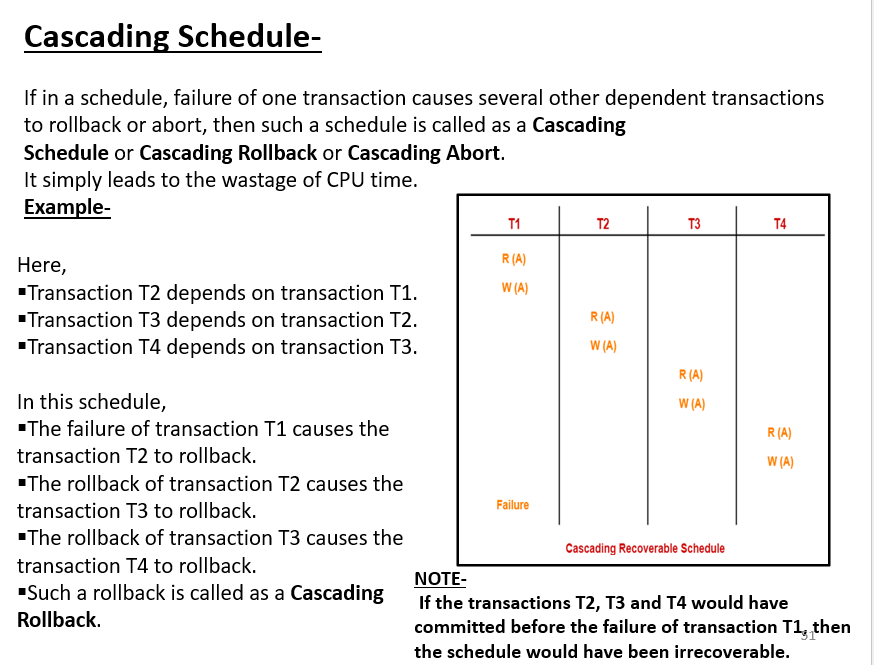 Cascading Schedule-
If in a schedule, failure of one transaction causes several other dependent transactions
to rollback or abort, then such a schedule is called as a Cascading
Schedule or Cascading Rollback or Cascading Abort.
It simply leads to the wastage of CPU time.
Example-
Here,
▪Transaction T2 depends on transaction T1.
▪Transaction T3 depends on transaction T2.
▪Transaction T4 depends on transaction T3.
In this schedule,
▪The failure of transaction T1 causes the
transaction T2 to rollback.
▪The rollback of transaction T2 causes the
transaction T3 to rollback.
▪The rollback of transaction T3 causes the
transaction T4 to rollback.
▪Such a rollback is called as a Cascading
Rollback.
T1 T2 T3 T4
R (A)
W (A)
R (A)
W (A)
R (A)
W (A)
R (A)
W (A)
Failure
Cascading Recoverable Schedule
NOTE-
If the transactions T2, T3 and T4 would have
committed before the failure of transaction T1, then
the schedule would have been irrecoverable.
51